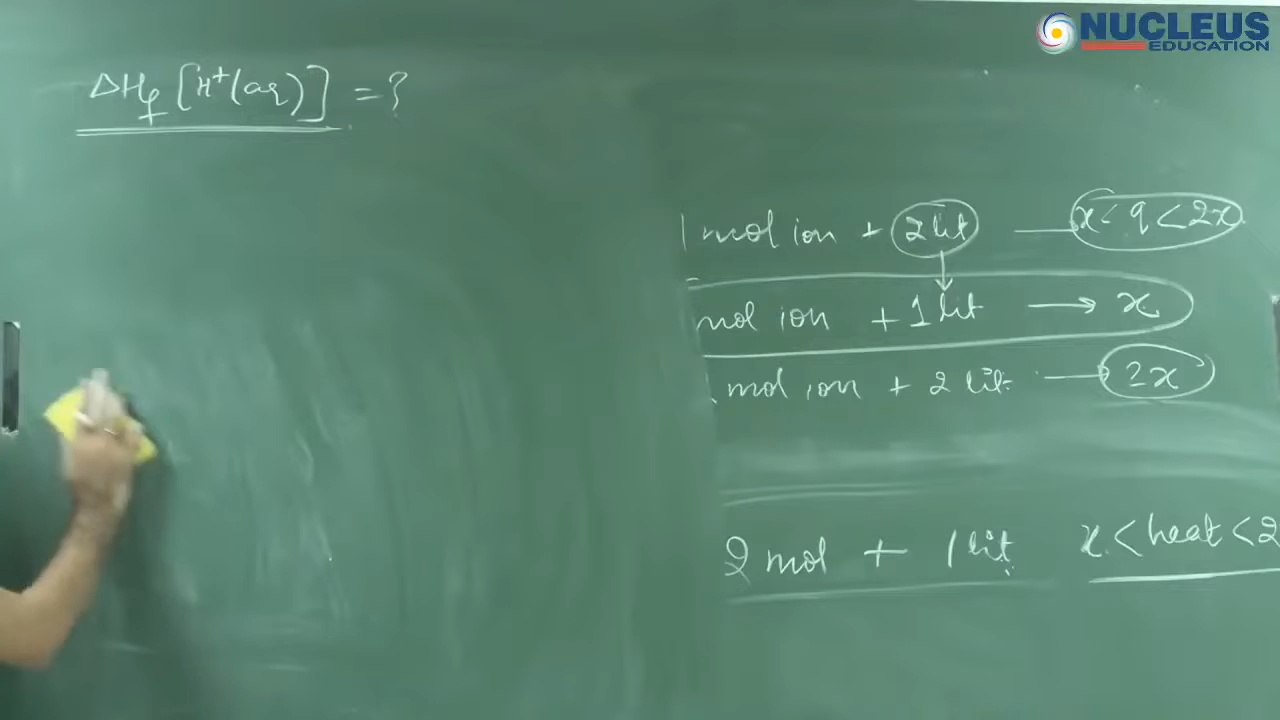 NUCLEUS
EDUCATION
ΔHf [H⁺(aq)] = ?
1 mol ion + 2 lit — x < q < 2x
mol ion + 1 lit → x
mol ion + 2 lit — 2x
2 mol + 1 lit x < heat < 2